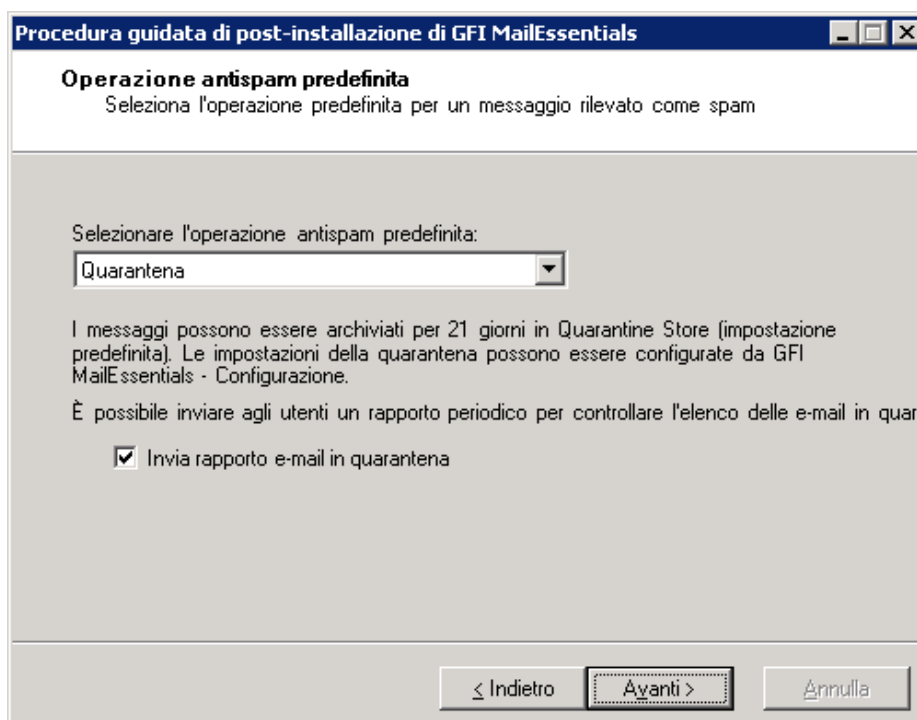 Procedura guidata di post-installazione di GFI MailEssentials
Operazione antispam predefinita
Seleziona l'operazione predefinita per un messaggio rilevato come spam
Selezionare l'operazione antispam predefinita:
Quarantena
I messaggi possono essere archiviati per 21 giorni in Quarantine Store (impostazione
predefinita). Le impostazioni della quarantena possono essere configurate da GFI
MailEssentials - Configurazione.
È possibile inviare agli utenti un rapporto periodico per controllare l'elenco delle e-mail in quar
Invia rapporto e-mail in quarantena
< Indietro
Avanti >
Annulla